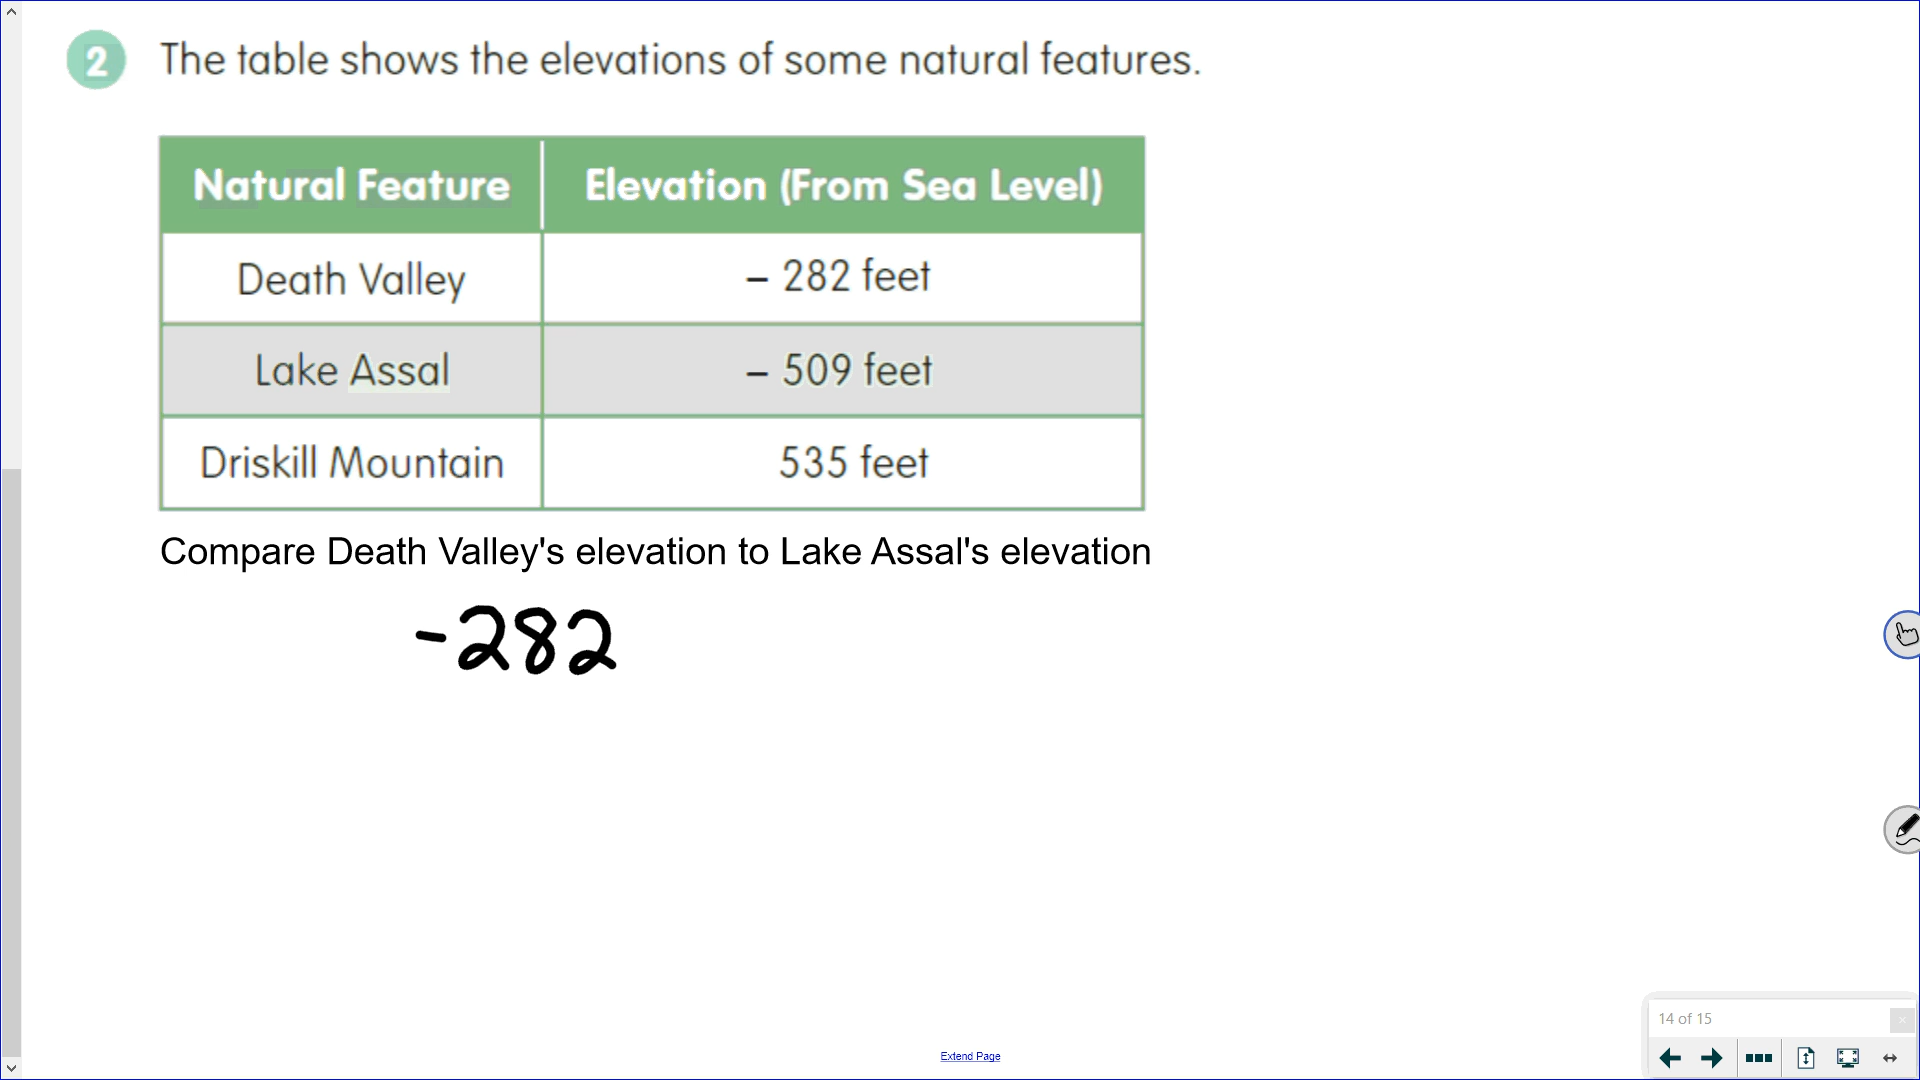 2 The table shows the elevations of some natural features.
Natural Feature Elevation (From Sea Level)
Death Valley – 282 feet
Lake Assal – 509 feet
Driskill Mountain 535 feet
Compare Death Valley's elevation to Lake Assal's elevation
-282
14 of 15
Extend Page